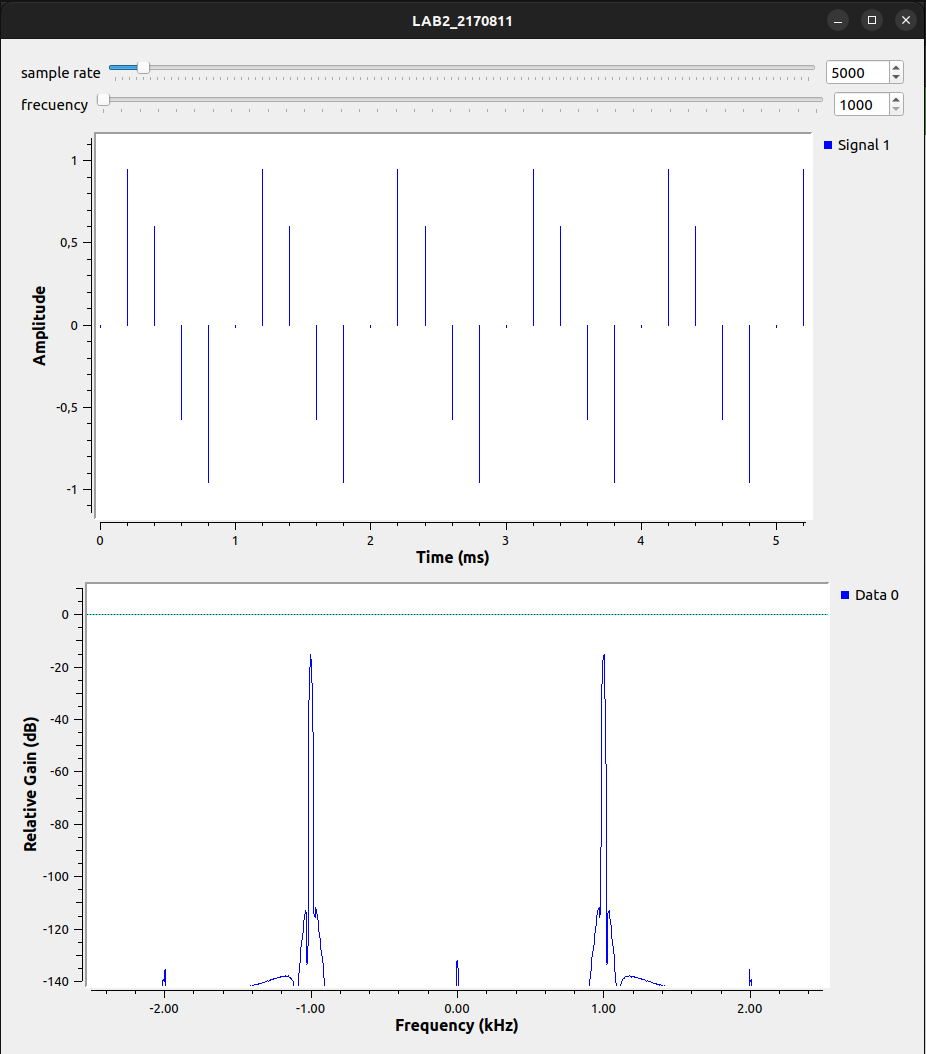 LAB2_2170811
sample rate 5000
frecuency 1000
Signal 1
1
0,5
0
-0,5
-1
Amplitude
0 1 2 3 4 5
Time (ms)
Data 0
0
-20
-40
-60
-80
-100
-120
-140
Relative Gain (dB)
-2.00 -1.00 0.00 1.00 2.00
Frequency (kHz)